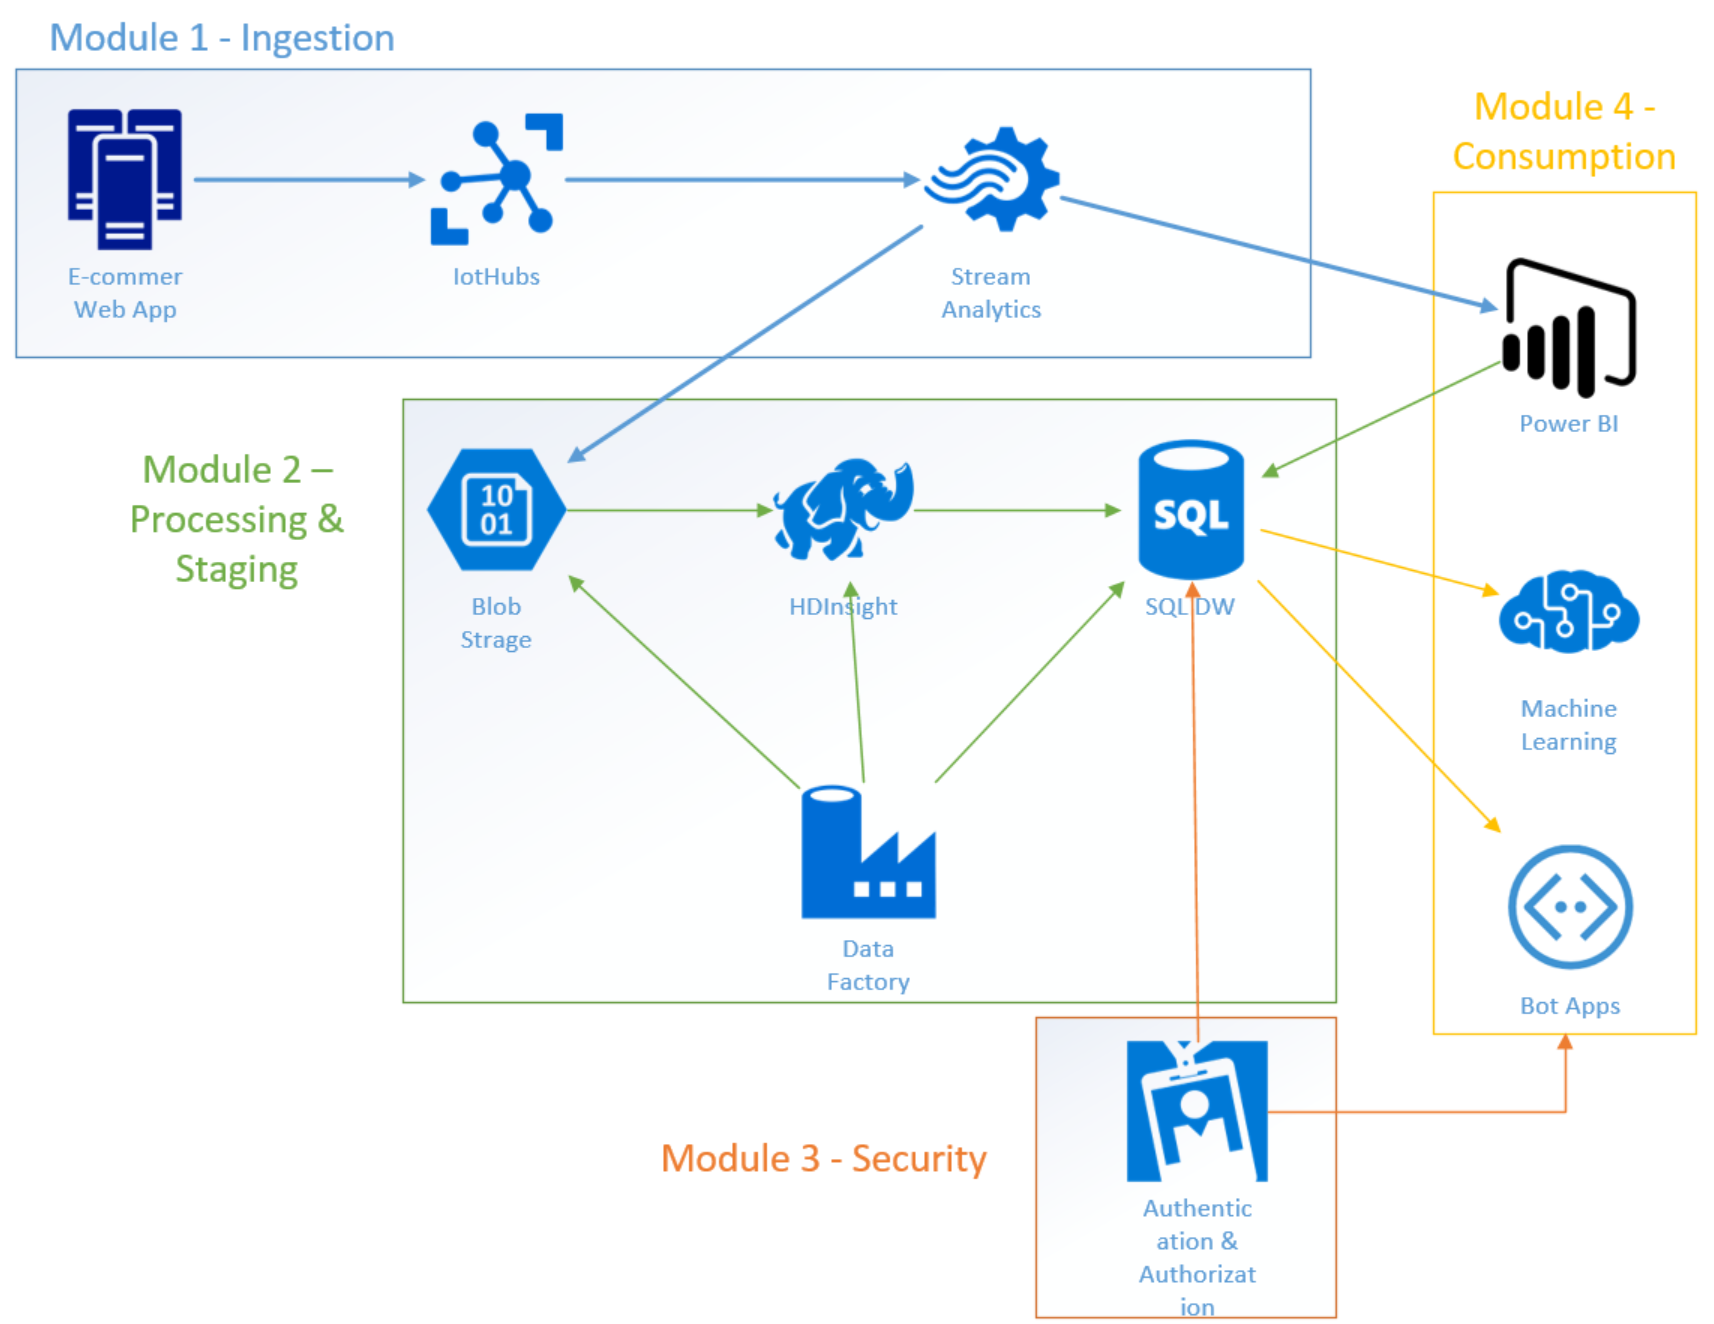 Module 1 - Ingestion
E-commer
Web App
IotHubs
Stream
Analytics
Module 4 -
Consumption
Power BI
Machine
Learning
Bot Apps
Module 2 –
Processing &
Staging
10
01
Blob
Strage
HDInsight
SQL
SQL DW
Data
Factory
Module 3 - Security
Authentic
ation &
Authorizat
ion